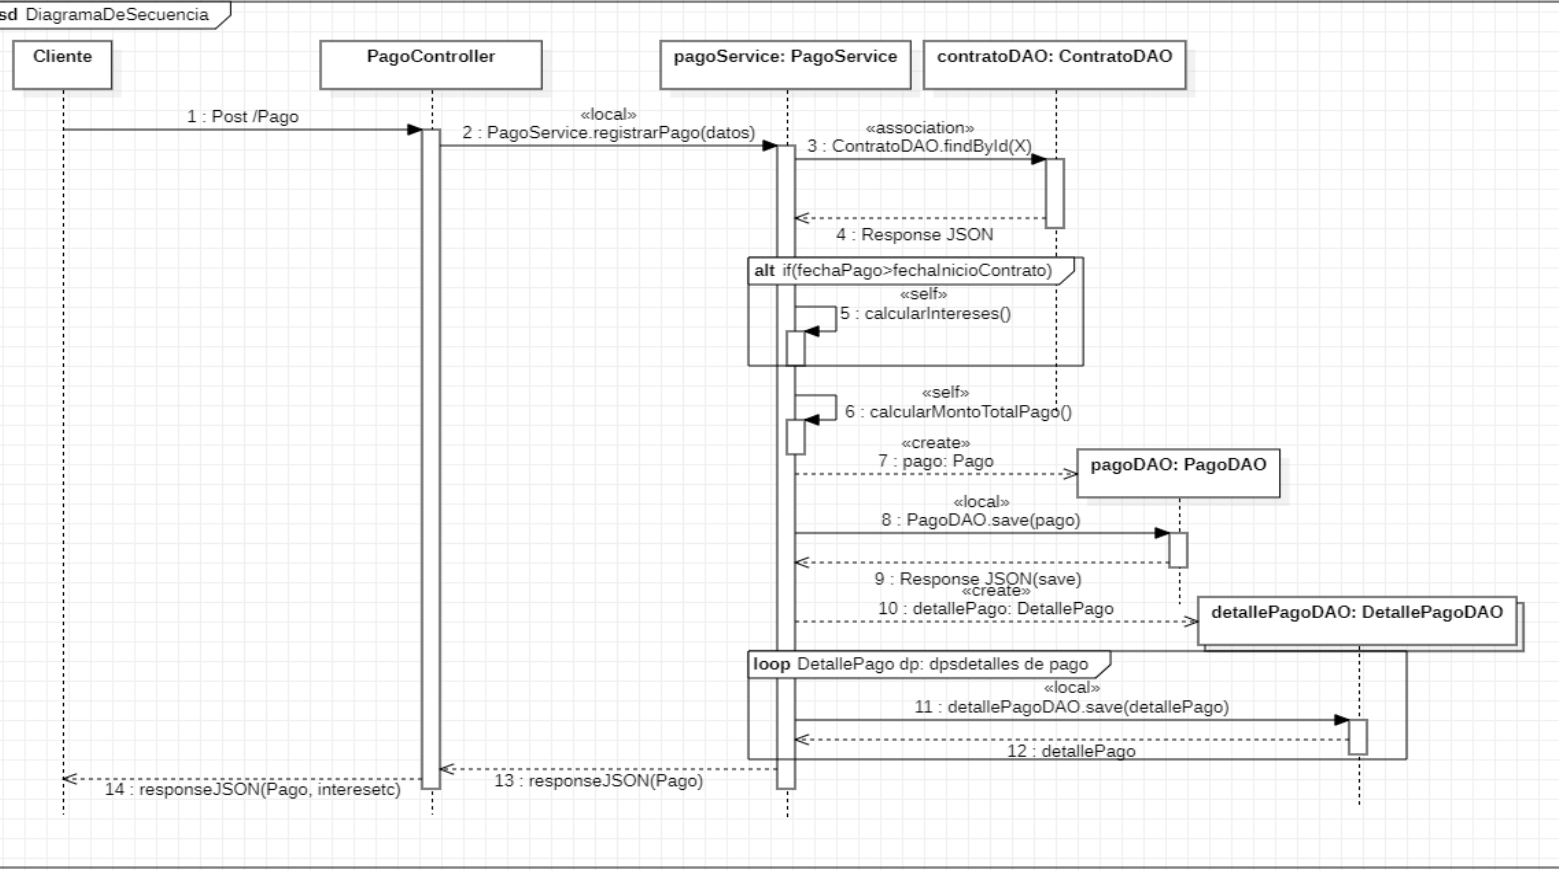 sd DiagramaDeSecuencia
Cliente
PagoController
pagoService: PagoService
contratoDAO: ContratoDAO
1 : Post /Pago
«local»
2 : PagoService.registrarPago(datos)
«association»
3 : ContratoDAO.findById(X)
4 : Response JSON
alt if(fechaPago>fechaInicioContrato)
«self»
5 : calcularIntereses()
«self»
6 : calcularMontoTotalPago()
«create»
7 : pago: Pago
pagoDAO: PagoDAO
«local»
8 : PagoDAO.save(pago)
9 : Response JSON(save)
«create»
10 : detallePago: DetallePago
detallePagoDAO: DetallePagoDAO
loop DetallePago dp: dpsdetalles de pago
«local»
11 : detallePagoDAO.save(detallePago)
12 : detallePago
13 : responseJSON(Pago)
14 : responseJSON(Pago, interesetc)